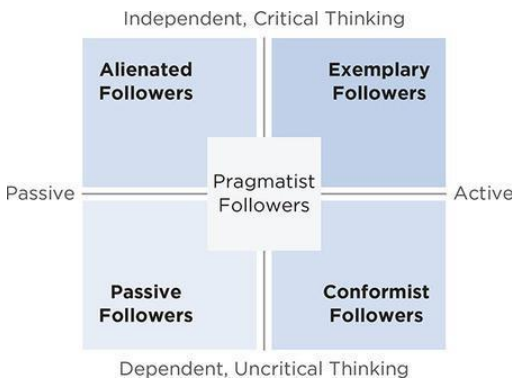 Independent, Critical Thinking
Alienated
Followers
Exemplary
Followers
Passive
Pragmatist
Followers
Active
Passive
Followers
Conformist
Followers
Dependent, Uncritical Thinking